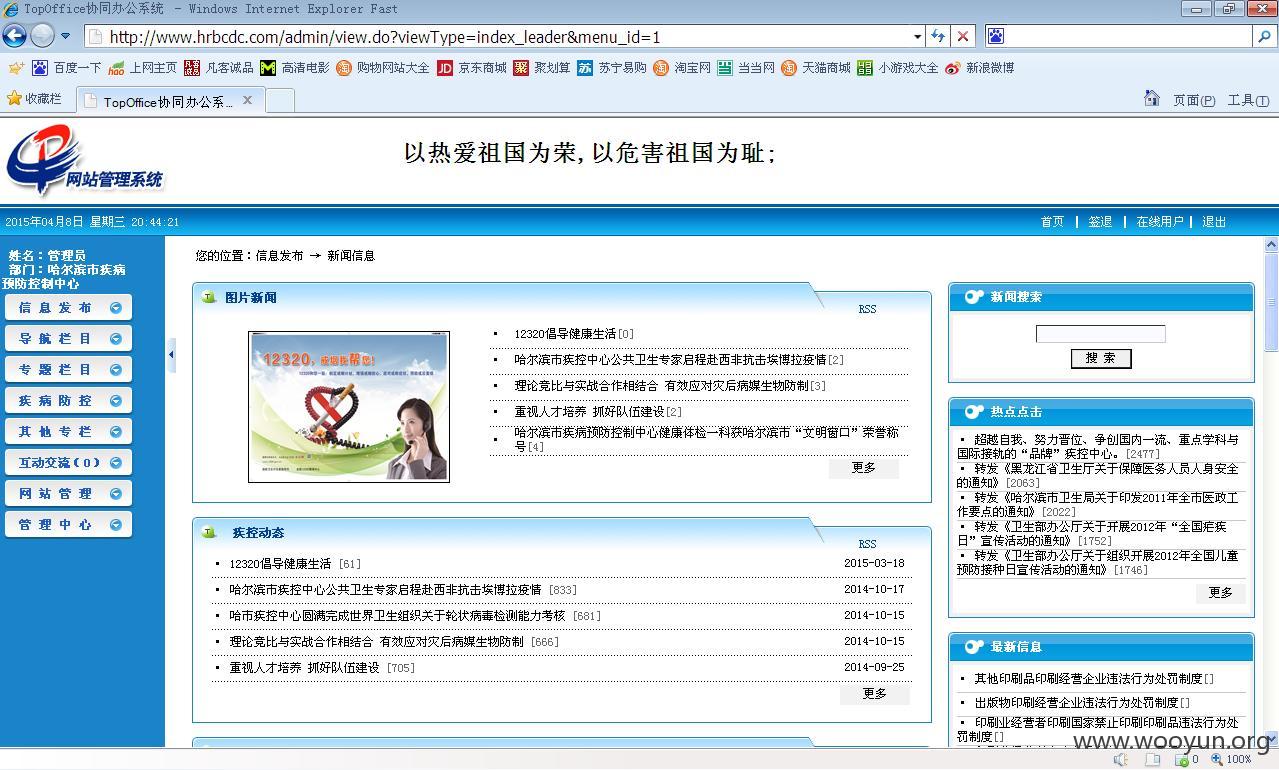 TopOffice协同办公系统 - Windows Internet Explorer Fast
http://www.hrbcdc.com/admin/view.do?viewType=index_leader&menu_id=1
百度一下 上网主页 凡客诚品 高清电影 购物网站大全 京东商城 聚划算 苏宁易购 淘宝网 当当网 天猫商城 小游戏大全 新浪微博
收藏栏 TopOffice协同办公系... 页面(P) 工具(T)
网站管理系统
以热爱祖国为荣,以危害祖国为耻;
2015年04月8日 星期三 20:44:21
首页 | 签退 | 在线用户 | 退出
姓名：管理员
部门：哈尔滨市疾病
预防控制中心
信息发布
导航栏目
专题栏目
疾病防控
其他专栏
互动交流(0)
网站管理
管理中心
您的位置：信息发布 → 新闻信息
图片新闻
RSS
12320，
帮您!
12320倡导健康生活[0]
哈尔滨市疾控中心公共卫生专家启程赴西非抗击埃博拉疫情[2]
理论竞比与实战合作相结合 有效应对灾后病媒生物防制[3]
重视人才培养 抓好队伍建设[2]
哈尔滨市疾病预防控制中心健康体检一科获哈尔滨市“文明窗口”荣誉称
号[4]
更多
疾控动态
RSS
12320倡导健康生活 [61] 2015-03-18
哈尔滨市疾控中心公共卫生专家启程赴西非抗击埃博拉疫情 [833] 2014-10-17
哈市疾控中心圆满完成世界卫生组织关于轮状病毒检测能力考核 [681] 2014-10-15
理论竞比与实战合作相结合 有效应对灾后病媒生物防制 [666] 2014-10-15
重视人才培养 抓好队伍建设 [705] 2014-09-25
更多
新闻搜索
搜 索
热点点击
超越自我、努力晋位、争创国内一流、重点学科与
国际接轨的“品牌”疾控中心。[2477]
转发《黑龙江省卫生厅关于保障医务人员人身安全
的通知》[2063]
转发《哈尔滨市卫生局关于印发2011年全市医政工
作要点的通知》[2022]
转发《卫生部办公厅关于开展2012年“全国疟疾
日”宣传活动的通知》[1752]
转发《卫生部办公厅关于组织开展2012年全国儿童
预防接种日宣传活动的通知》[1746]
更多
最新信息
其他印刷品印刷经营企业违法行为处罚制度[]
出版物印刷经营企业违法行为处罚制度[]
印刷业经营者印刷国家禁止印刷印刷品违法行为处
罚制度[]
www.wooyun.org
0 100%